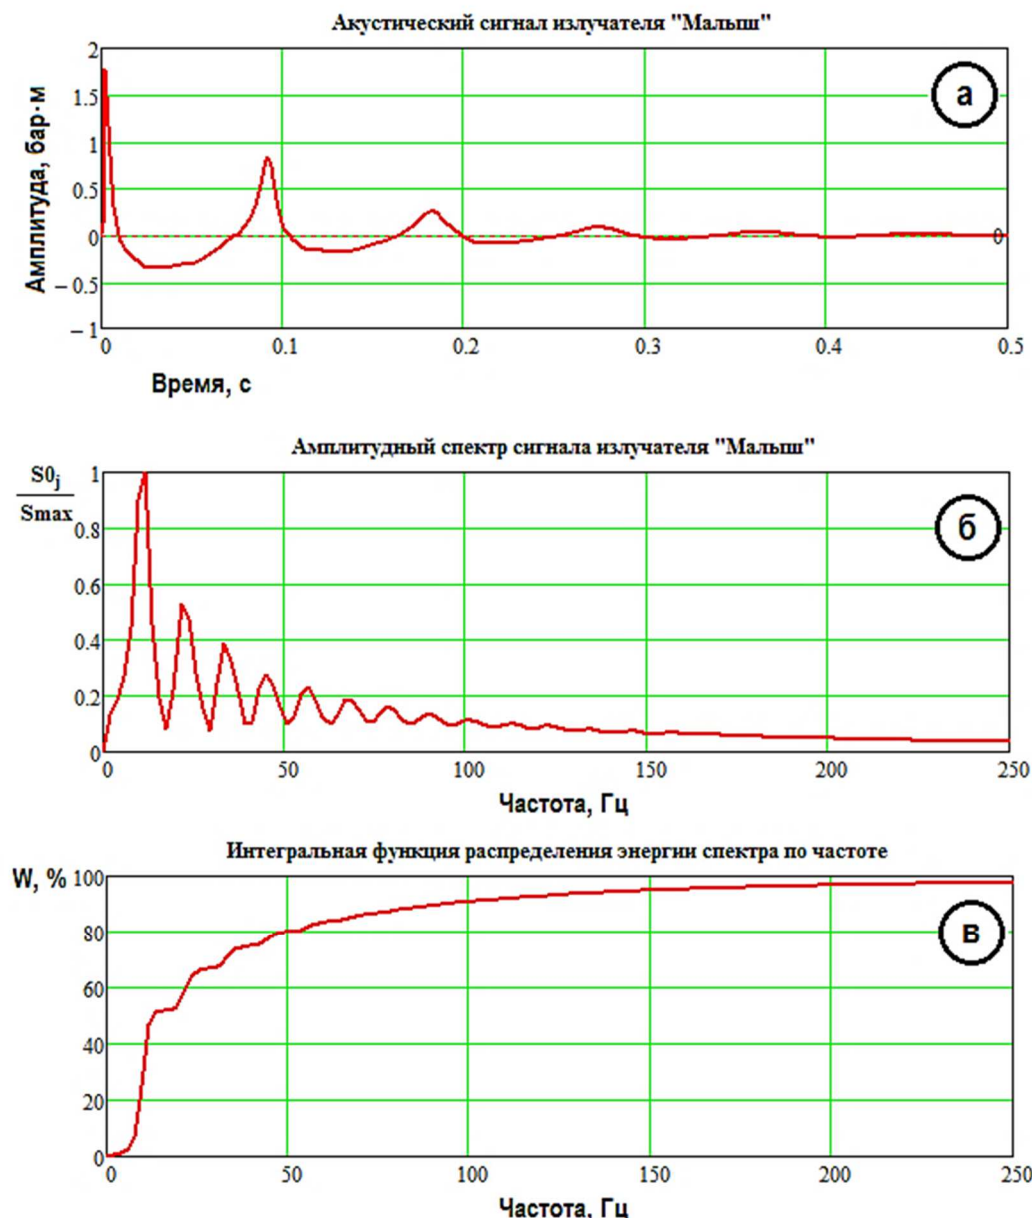 Акустический сигнал излучателя "Малыш"
Амплитуда, бар·м
2
1.5
1
0.5
0
– 0.5
– 1
а
0
0 0.1 0.2 0.3 0.4 0.5
Время, с
Амплитудный спектр сигнала излучателя "Малыш"
S0j
Smax
1
0.8
0.6
0.4
0.2
0
б
0 50 100 150 200 250
Частота, Гц
Интегральная функция распределения энергии спектра по частоте
W, %
100
80
60
40
20
0
в
0 50 100 150 200 250
Частота, Гц